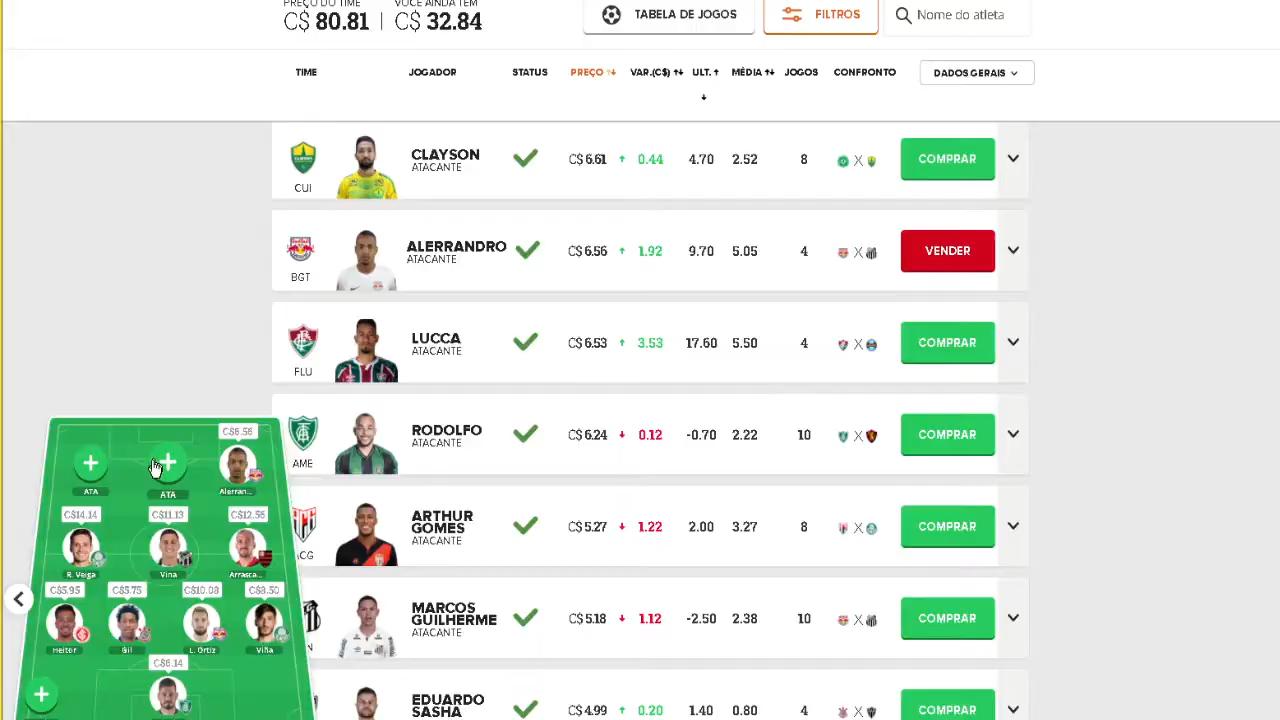 PREÇO DO TIME
C$ 80.81
VOCÊ AINDA TEM
C$ 32.84
TABELA DE JOGOS
FILTROS
Nome do atleta
TIME JOGADOR STATUS PREÇO VAR.(C$) ULT. MÉDIA JOGOS CONFRONTO DADOS GERAIS
CUI
CLAYSON
ATACANTE
C$ 6.61 0.44 4.70 2.52 8 X COMPRAR
BGT
ALERRANDRO
ATACANTE
C$ 6.56 1.92 9.70 5.05 4 X VENDER
FLU
LUCCA
ATACANTE
C$ 6.53 3.53 17.60 5.50 4 X COMPRAR
AME
RODOLFO
ATACANTE
C$ 6.24 0.12 -0.70 2.22 10 X COMPRAR
CG
ARTHUR
GOMES
ATACANTE
C$ 5.27 1.22 2.00 3.27 8 X COMPRAR
N
MARCOS
GUILHERME
ATACANTE
C$ 5.18 1.12 -2.50 2.38 10 X COMPRAR
EDUARDO
SASHA
C$ 4.99 0.20 1.40 0.80 4 X COMPRAR
C$6.56
ATA ATA Alerran...
C$14.14 C$11.13 C$12.56
R. Veiga Vina Arrasca...
C$5.95 C$5.75 C$10.08 C$8.50
Heitor Gil L. Ortiz Viña
C$6.14